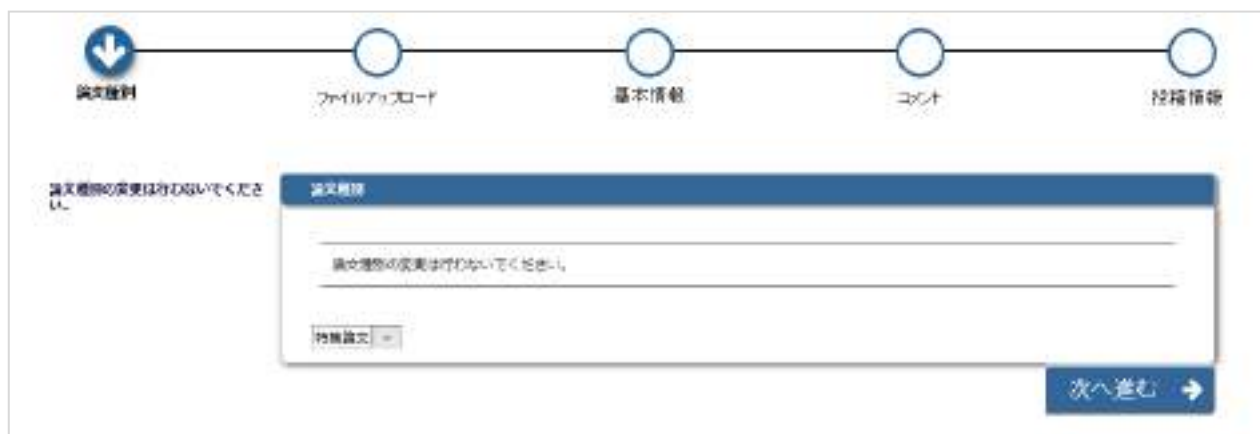 論文種別
ファイルアップロード
基本情報
コメント
投稿情報
論文種別の変更は行わないでくださ
い。
論文種別
論文種別の変更は行わないでください。
特集論文
次へ進む